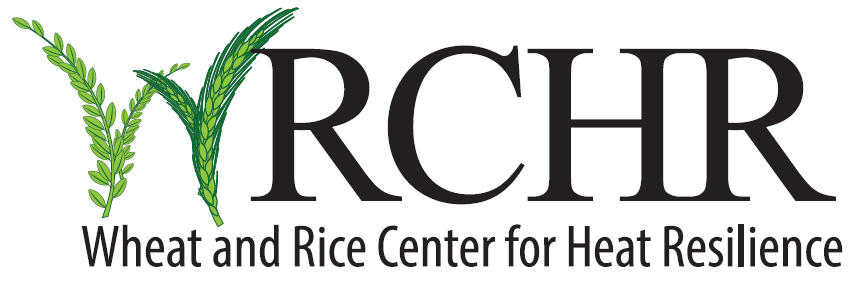 WRCHR
Wheat and Rice Center for Heat Resilience